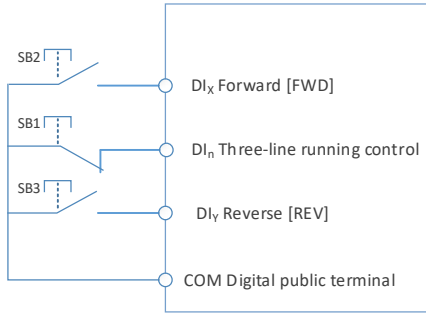 SB2
DIX Forward [FWD]
SB1
DIn Three-line running control
SB3
DIY Reverse [REV]
COM Digital public terminal